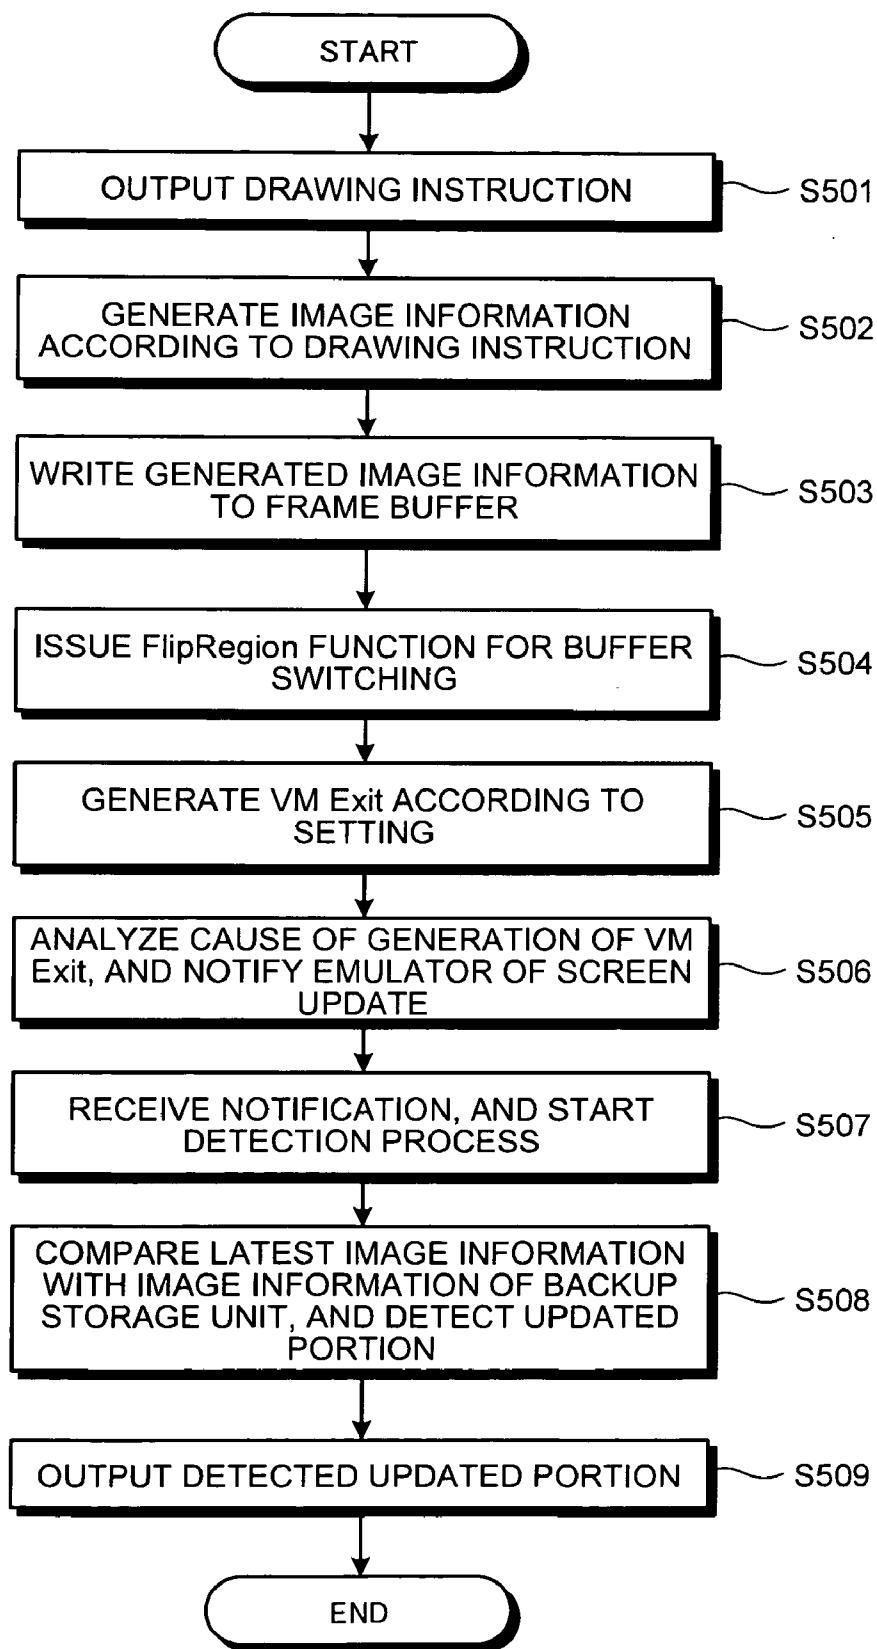 START
OUTPUT DRAWING INSTRUCTION
S501
GENERATE IMAGE INFORMATION
ACCORDING TO DRAWING INSTRUCTION
S502
WRITE GENERATED IMAGE INFORMATION
TO FRAME BUFFER
S503
ISSUE FlipRegion FUNCTION FOR BUFFER
SWITCHING
S504
GENERATE VM Exit ACCORDING TO
SETTING
S505
ANALYZE CAUSE OF GENERATION OF VM
Exit, AND NOTIFY EMULATOR OF SCREEN
UPDATE
S506
RECEIVE NOTIFICATION, AND START
DETECTION PROCESS
S507
COMPARE LATEST IMAGE INFORMATION
WITH IMAGE INFORMATION OF BACKUP
STORAGE UNIT, AND DETECT UPDATED
PORTION
S508
OUTPUT DETECTED UPDATED PORTION
S509
END